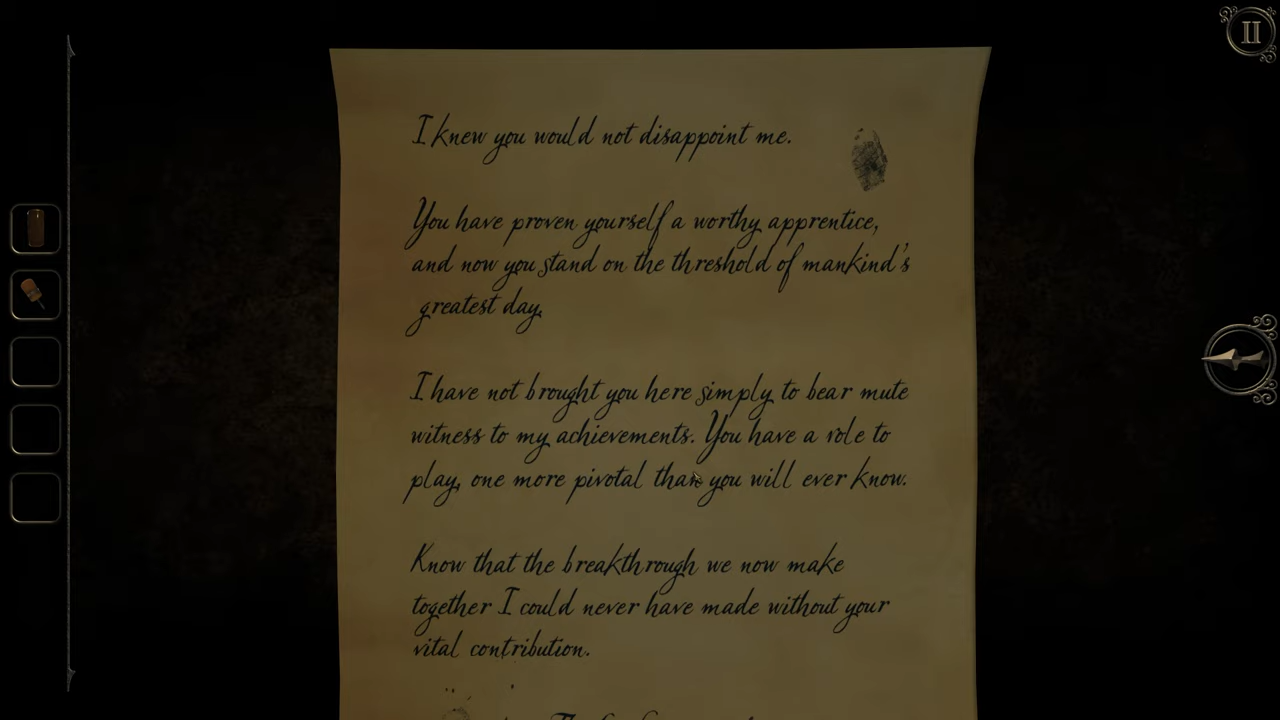 I knew you would not disappoint me.
You have proven yourself a worthy apprentice,
and now you stand on the threshold of mankind's
greatest day.
I have not brought you here simply to bear mute
witness to my achievements. You have a role to
play, one more pivotal than you will ever know.
Know that the breakthrough we now make
together I could never have made without your
vital contribution.